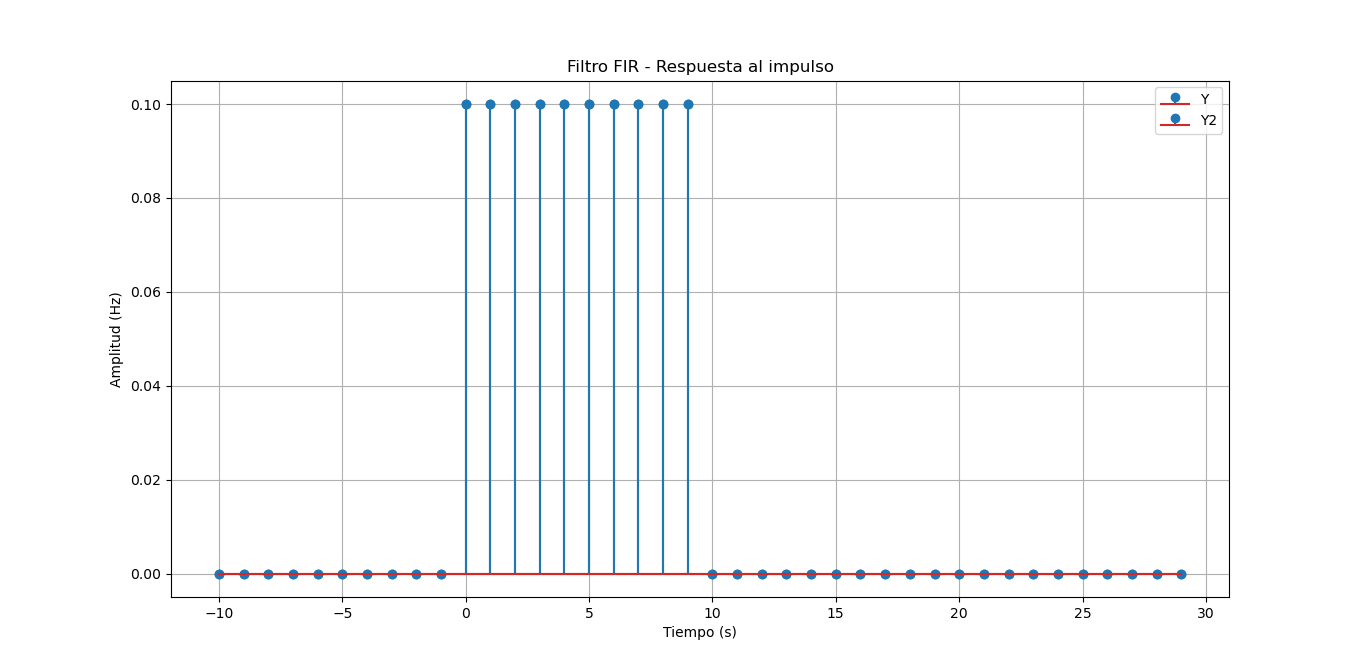 Filtro FIR - Respuesta al impulso
Y
Y2
0.10
0.08
0.06
0.04
0.02
0.00
Amplitud (Hz)
−10 −5 0 5 10 15 20 25 30
Tiempo (s)